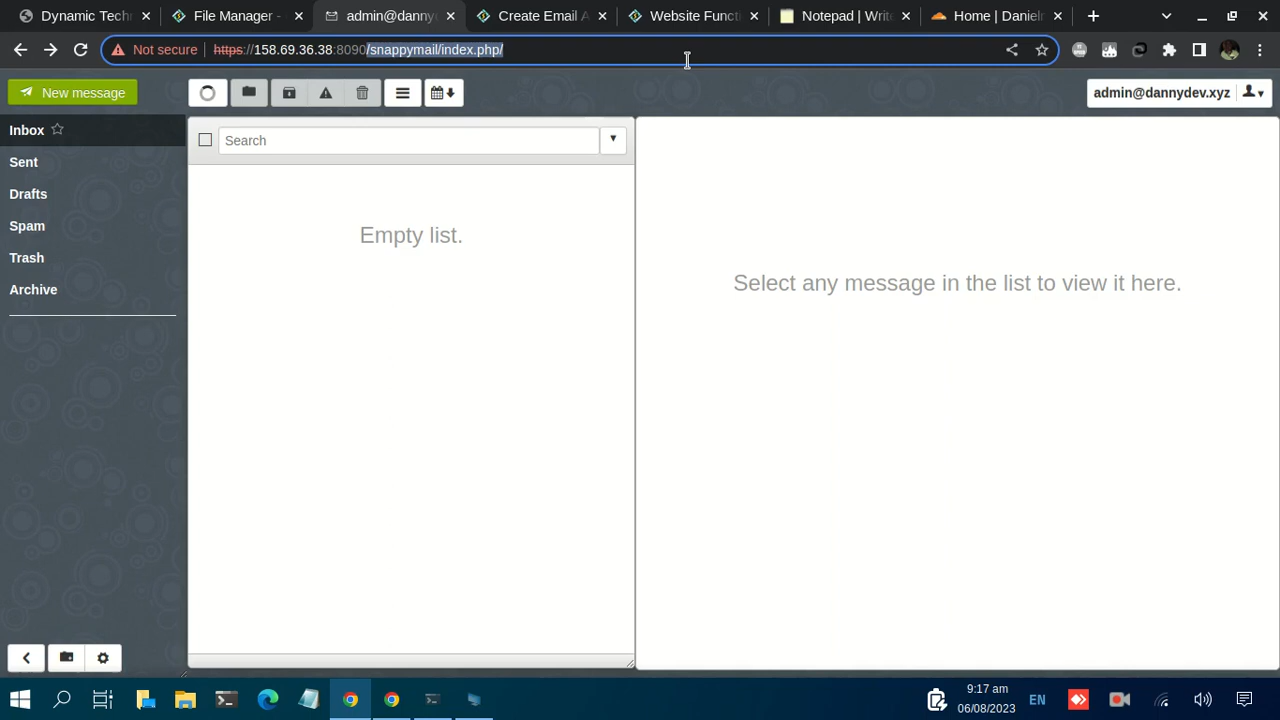 Dynamic Techn
File Manager -
admin@danny
Create Email A
Website Functi
Notepad | Write
Home | Danieln
Not secure
https://158.69.36.38:8090/snappymail/index.php/
New message
admin@dannydev.xyz
Inbox
Search
Sent
Drafts
Spam
Empty list.
Trash
Select any message in the list to view it here.
Archive
9:17 am
EN
06/08/2023